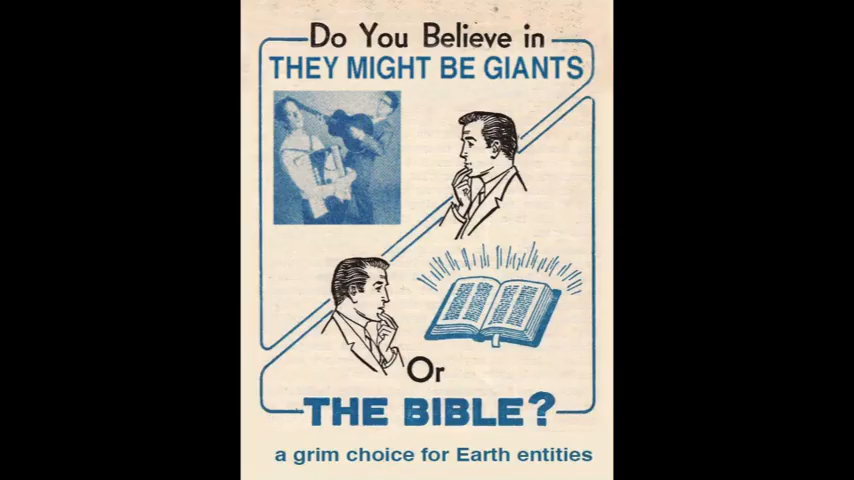 Do You Believe in
THEY MIGHT BE GIANTS
Or
THE BIBLE?
a grim choice for Earth entities